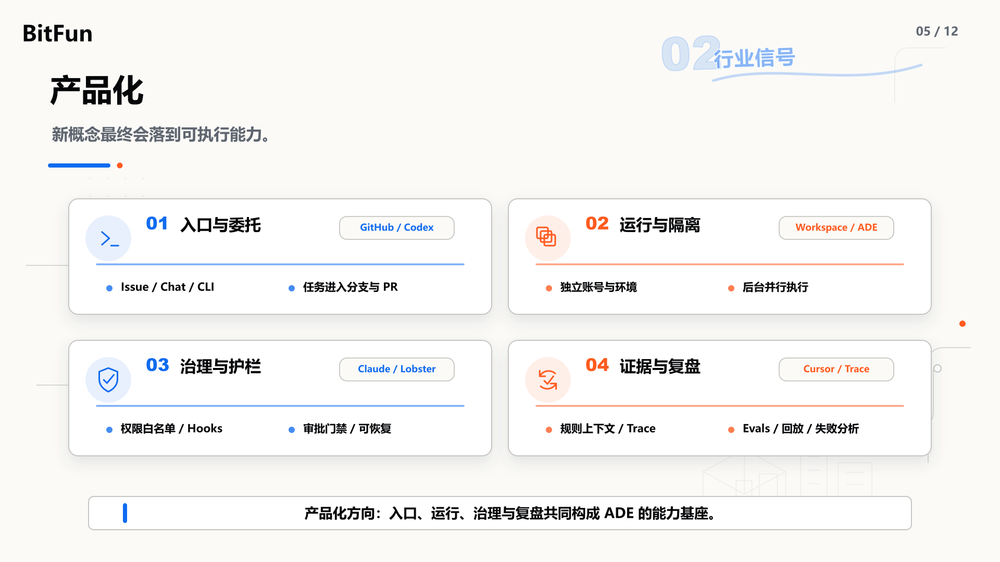 BitFun
05 / 12
02 行业信号
产品化
新概念最终会落到可执行能力。
01 入口与委托
GitHub / Codex
Issue / Chat / CLI
任务进入分支与 PR
02 运行与隔离
Workspace / ADE
独立账号与环境
后台并行执行
03 治理与护栏
Claude / Lobster
权限白名单 / Hooks
审批门禁 / 可恢复
04 证据与复盘
Cursor / Trace
规则上下文 / Trace
Evals / 回放 / 失败分析
产品化方向：入口、运行、治理与复盘共同构成 ADE 的能力基座。